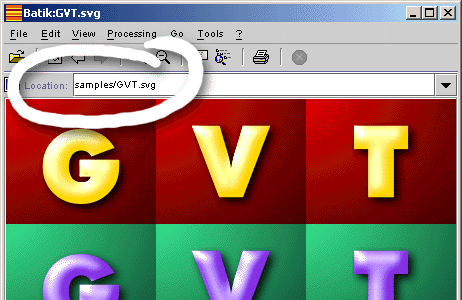 Batik:GVT.svg
File Edit View Processing Go Tools ?
Location: samples/GVT.svg
G V T
G V T